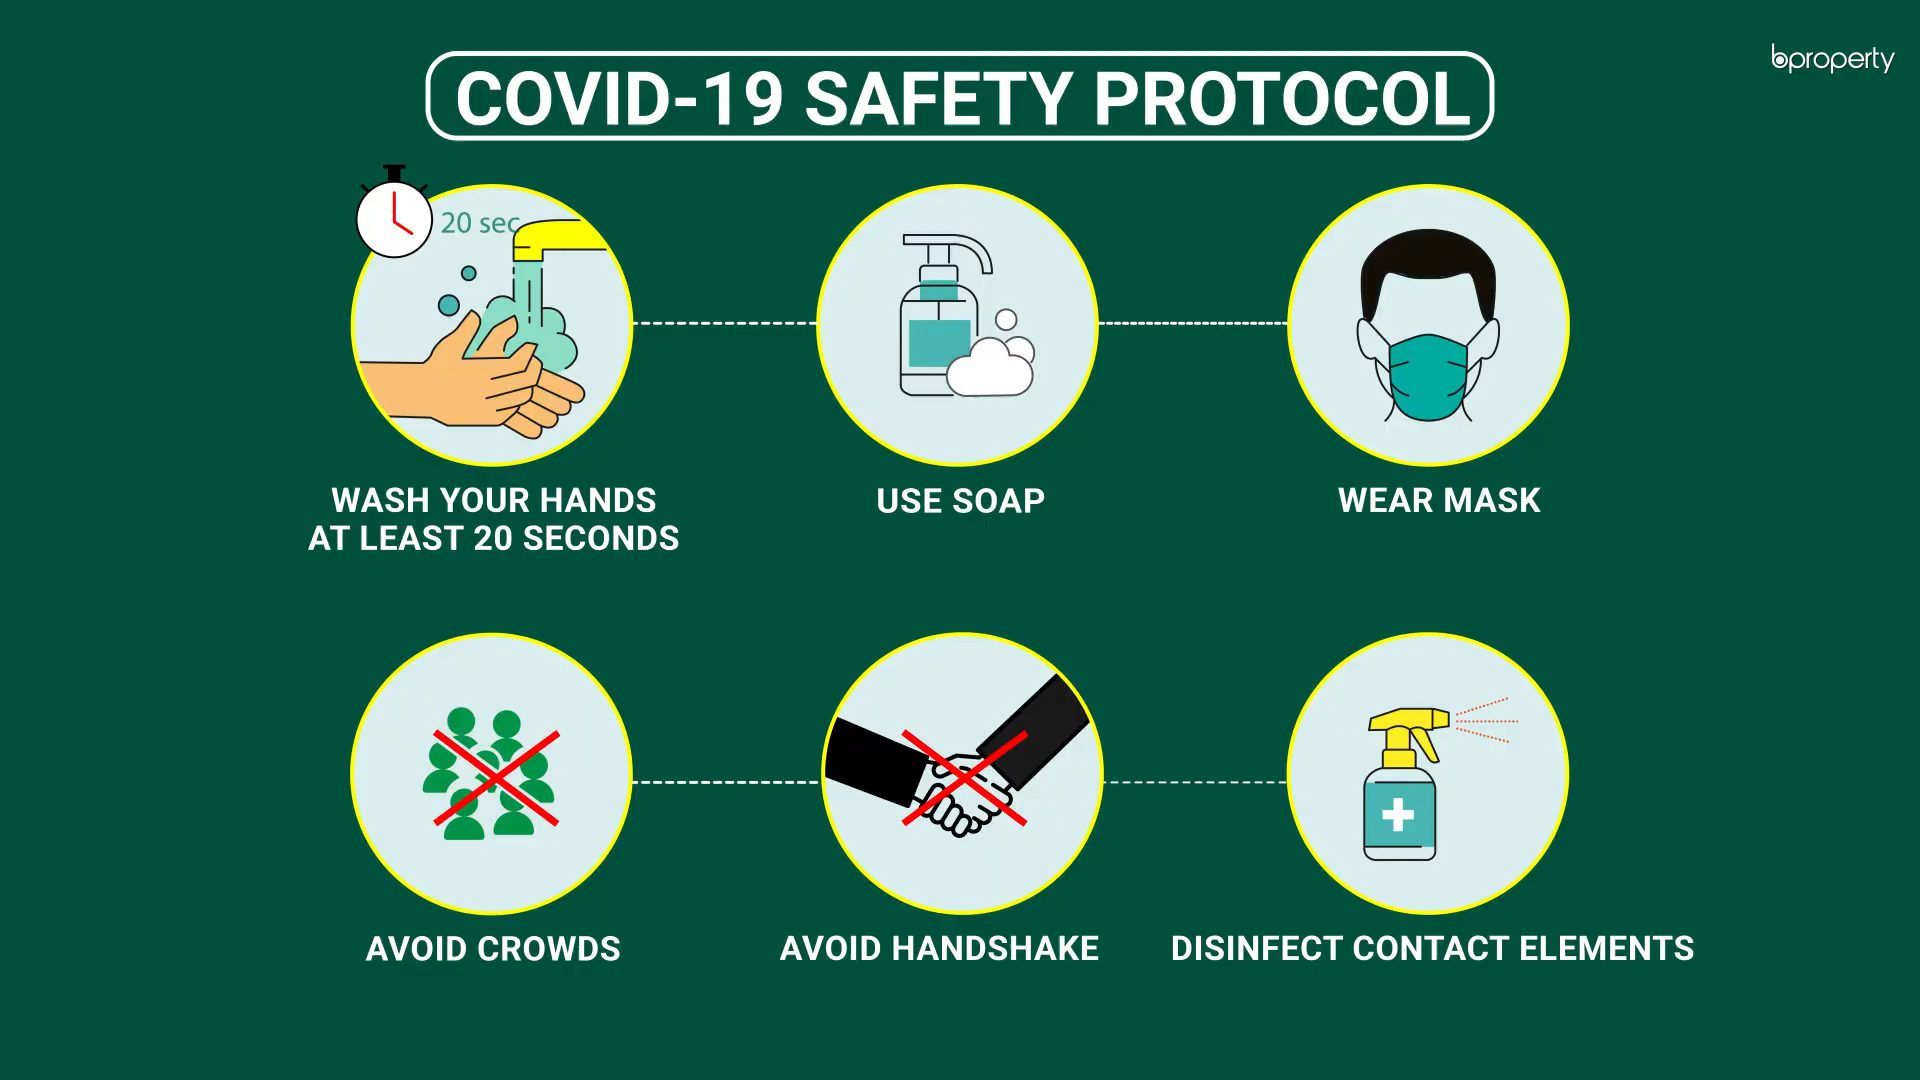 bproperty
COVID-19 SAFETY PROTOCOL
20 sec
WASH YOUR HANDS
AT LEAST 20 SECONDS
USE SOAP
WEAR MASK
AVOID CROWDS
AVOID HANDSHAKE
DISINFECT CONTACT ELEMENTS